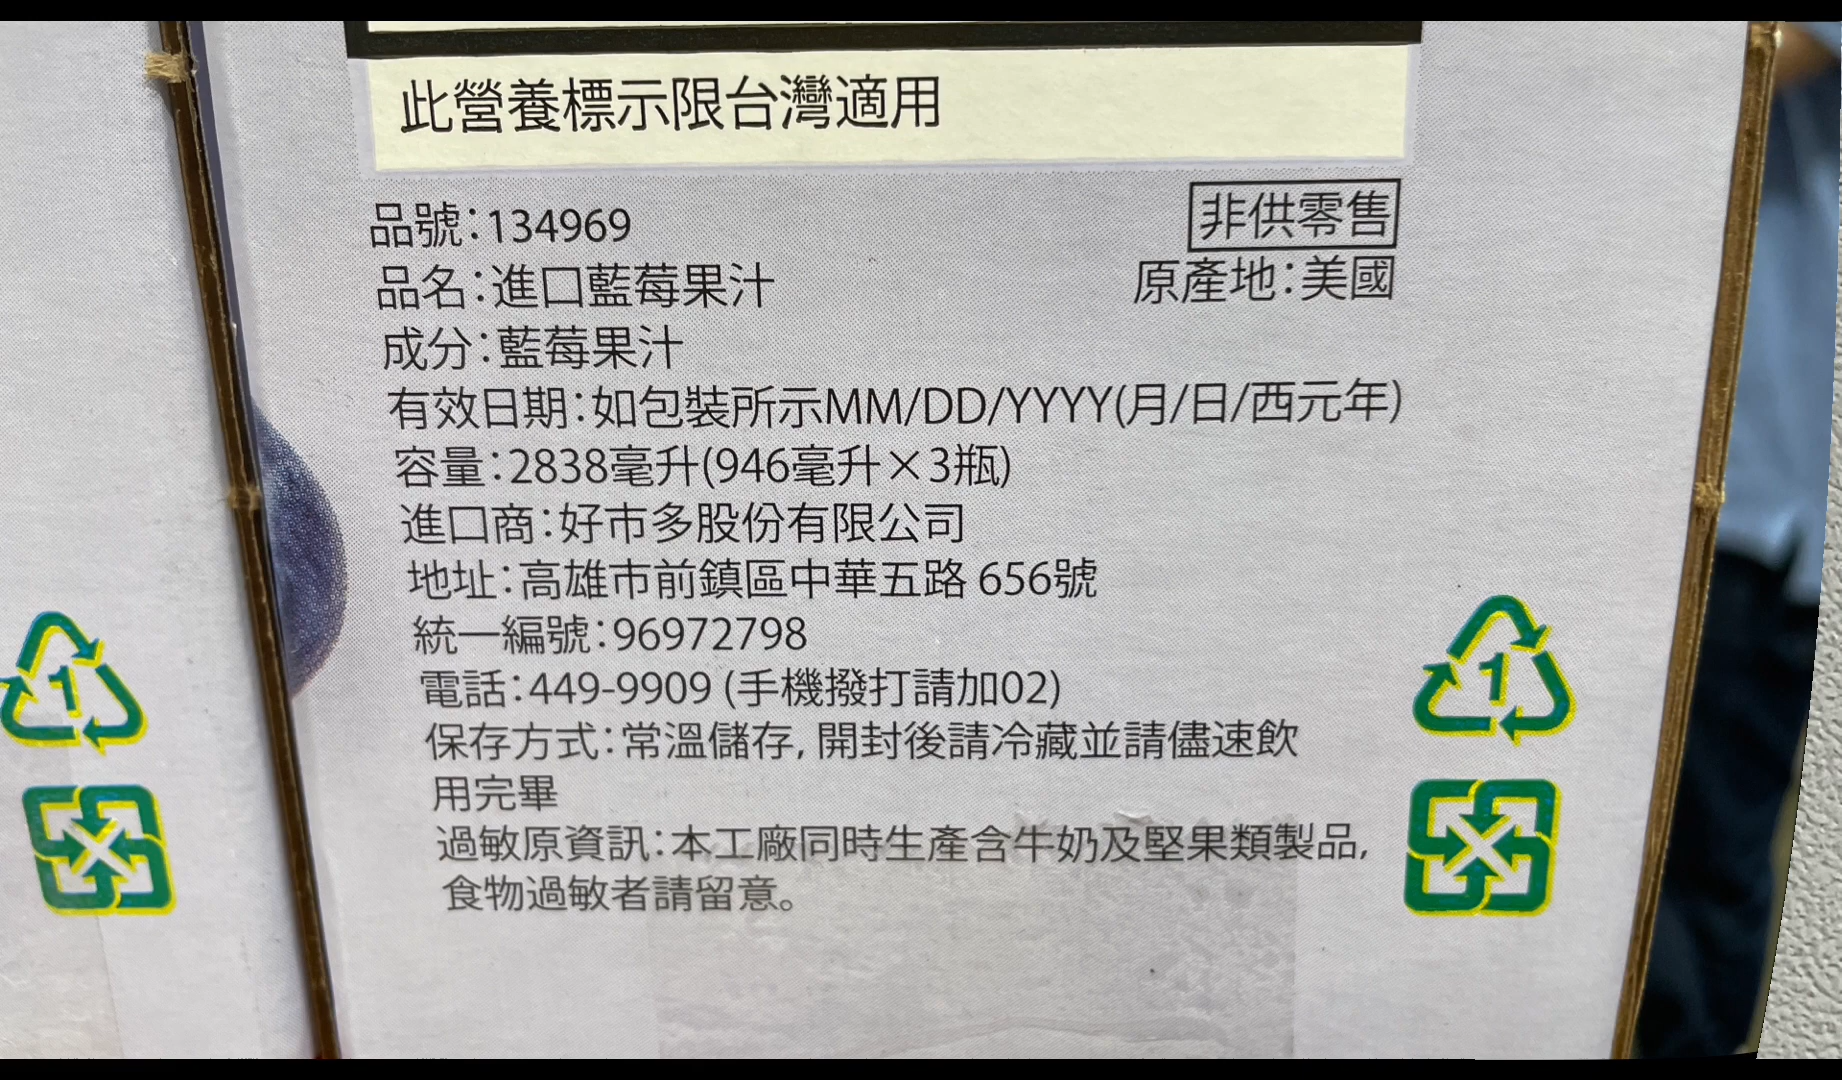 此營養標示限台灣適用
品號：134969
非供零售
品名：進口藍莓果汁
原產地：美國
成分：藍莓果汁
有效日期：如包裝所示MM/DD/YYYY(月/日/西元年)
容量：2838毫升(946毫升×3瓶)
進口商：好市多股份有限公司
地址：高雄市前鎮區中華五路 656號
統一編號：96972798
電話：449-9909 (手機撥打請加02)
保存方式：常溫儲存, 開封後請冷藏並請儘速飲
用完畢
過敏原資訊：本工廠同時生產含牛奶及堅果類製品,
食物過敏者請留意。
1
1